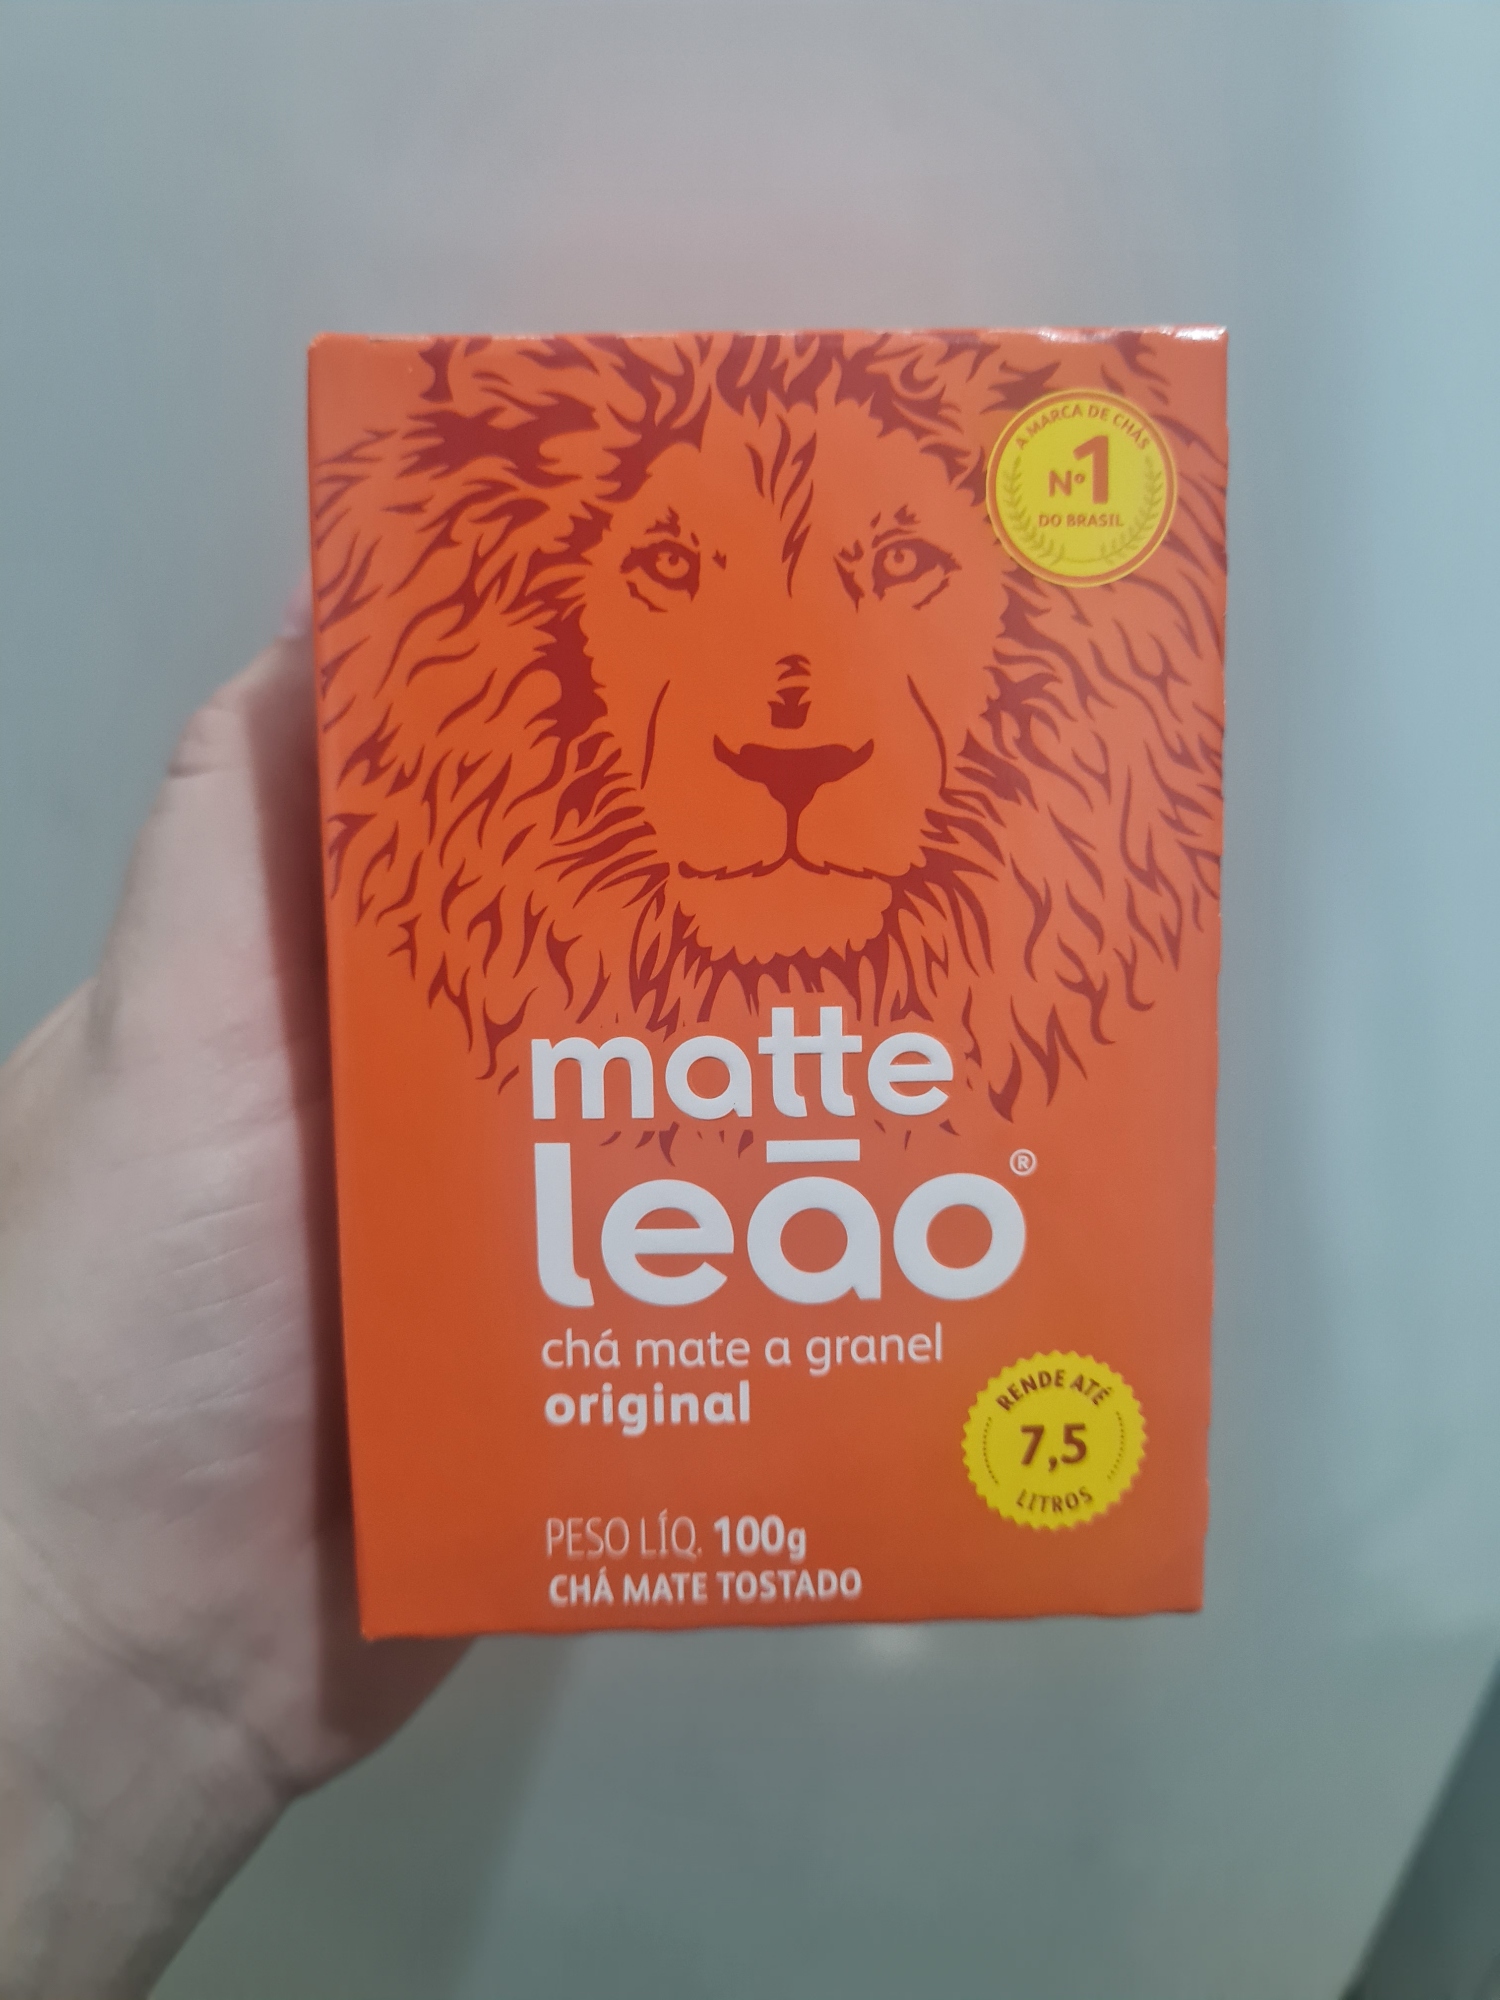 A MARCA DE CHÁS
Nº1
DO BRASIL
matte
leão®
chá mate a granel
original
RENDE ATÉ
7,5
LITROS
PESO LÍQ. 100g
CHÁ MATE TOSTADO